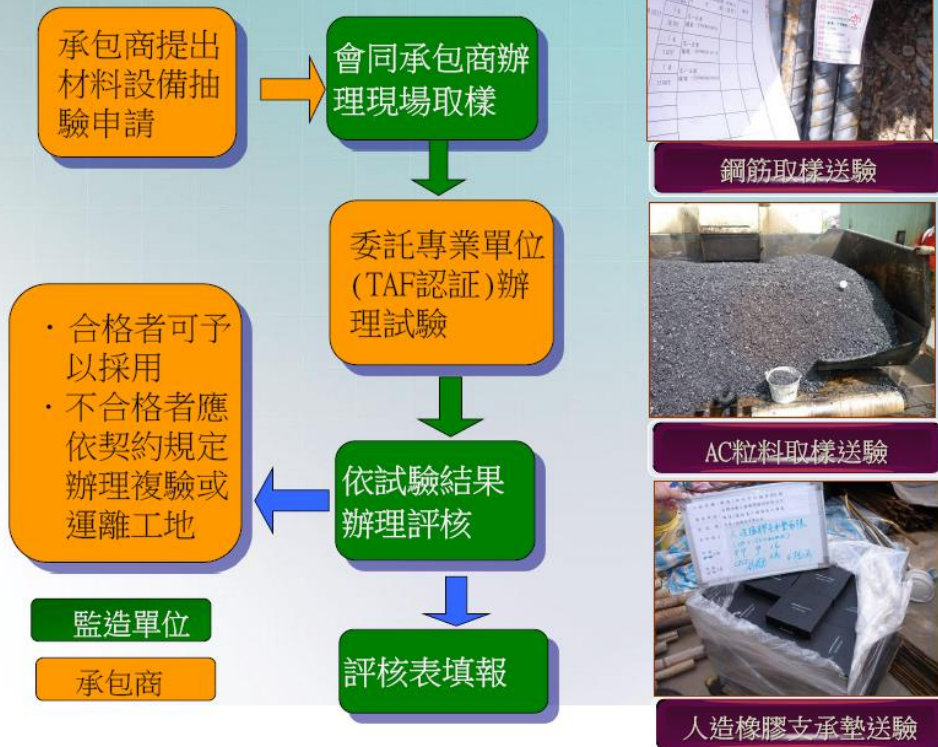 承包商提出
材料設備抽
驗申請
會同承包商辦
理現場取樣
委託專業單位
(TAF認証)辦
理試驗
依試驗結果
辦理評核
・合格者可予
以採用
・不合格者應
依契約規定
辦理複驗或
運離工地
評核表填報
監造單位
承包商
鋼筋取樣送驗
AC粒料取樣送驗
人造橡膠支承墊送驗